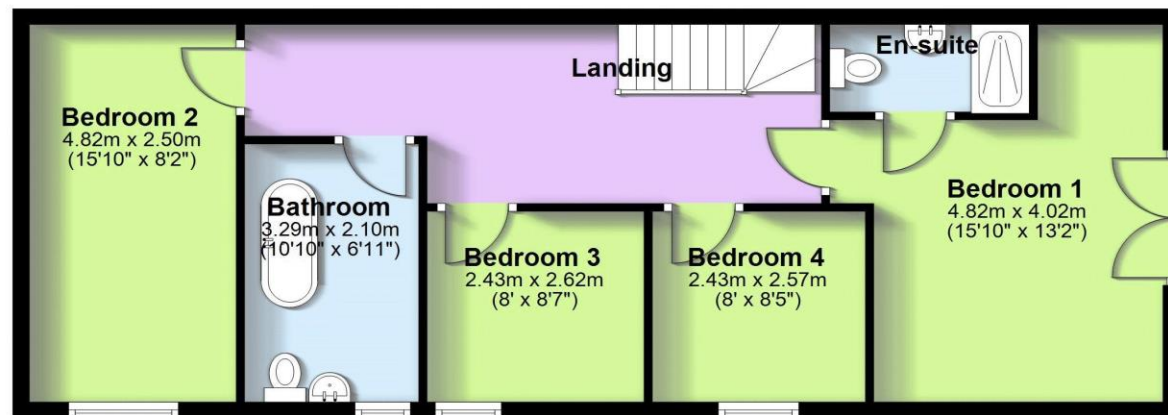 Bedroom 2
4.82m x 2.50m
(15'10" x 8'2")
Landing
En-suite
Bathroom
3.29m x 2.10m
(10'10" x 6'11")
Bedroom 3
2.43m x 2.62m
(8' x 8'7")
Bedroom 4
2.43m x 2.57m
(8' x 8'5")
Bedroom 1
4.82m x 4.02m
(15'10" x 13'2")